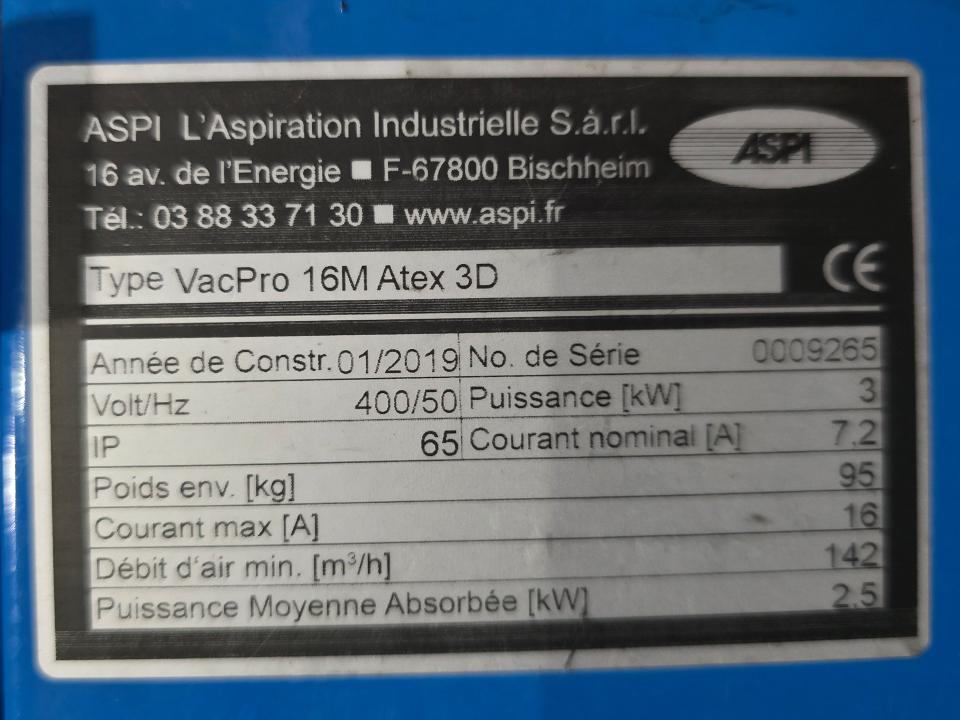 ASPI L'Aspiration Industrielle S.à.r.l.
ASPI
16 av. de l'Energie ■ F-67800 Bischheim
Tél.: 03 88 33 71 30 ■ www.aspi.fr
Type VacPro 16M Atex 3D
CE
Année de Constr. 01/2019 No. de Série 0009265
Volt/Hz 400/50 Puissance [kW] 3
IP 65 Courant nominal [A] 7,2
Poids env. [kg] 95
Courant max [A] 16
Débit d'air min. [m³/h] 142
Puissance Moyenne Absorbée [kW] 2,5